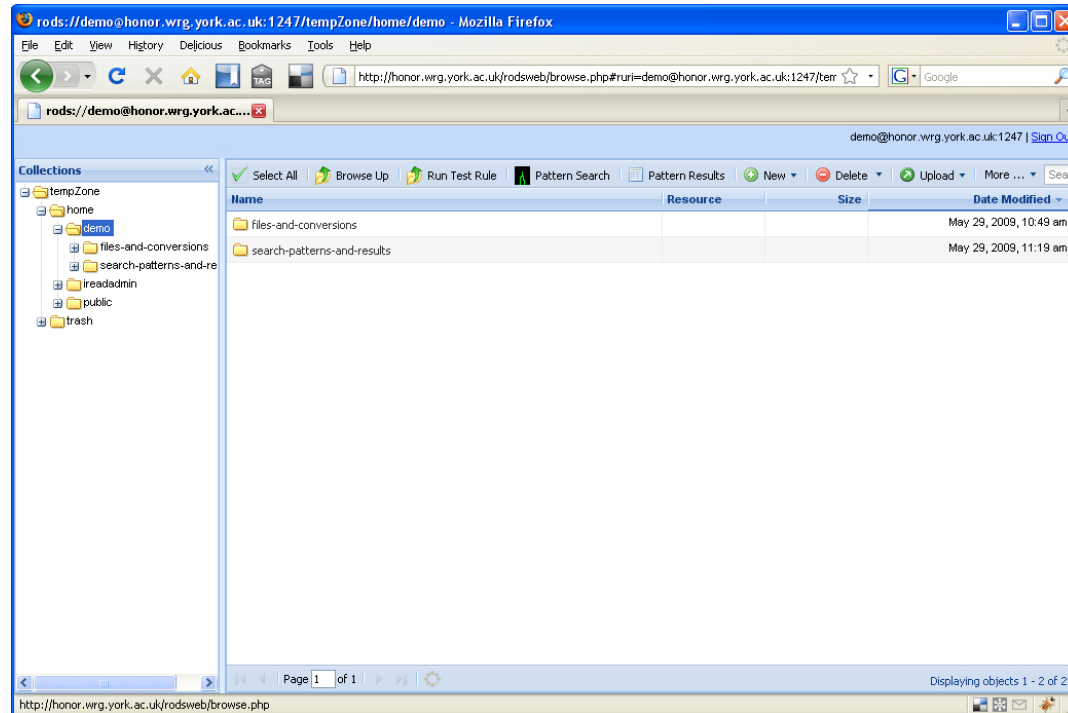 rods://demo@honor.wrg.york.ac.uk:1247/tempZone/home/demo - Mozilla Firefox
File Edit View History Delicious Bookmarks Tools Help
TAG http://honor.wrg.york.ac.uk/rodsweb/browse.php#ruri=demo@honor.wrg.york.ac.uk:1247/tem G Google
rods://demo@honor.wrg.york.ac....
demo@honor.wrg.york.ac.uk:1247 | Sign Ou
Collections «
Select All Browse Up Run Test Rule Pattern Search Pattern Results New Delete Upload More ... Sea
tempZone
home
demo
files-and-conversions
search-patterns-and-re
ireadadmin
public
trash
Name Resource Size Date Modified
files-and-conversions May 29, 2009, 10:49 am
search-patterns-and-results May 29, 2009, 11:19 am
Page 1 of 1 Displaying objects 1 - 2 of 2
http://honor.wrg.york.ac.uk/rodsweb/browse.php